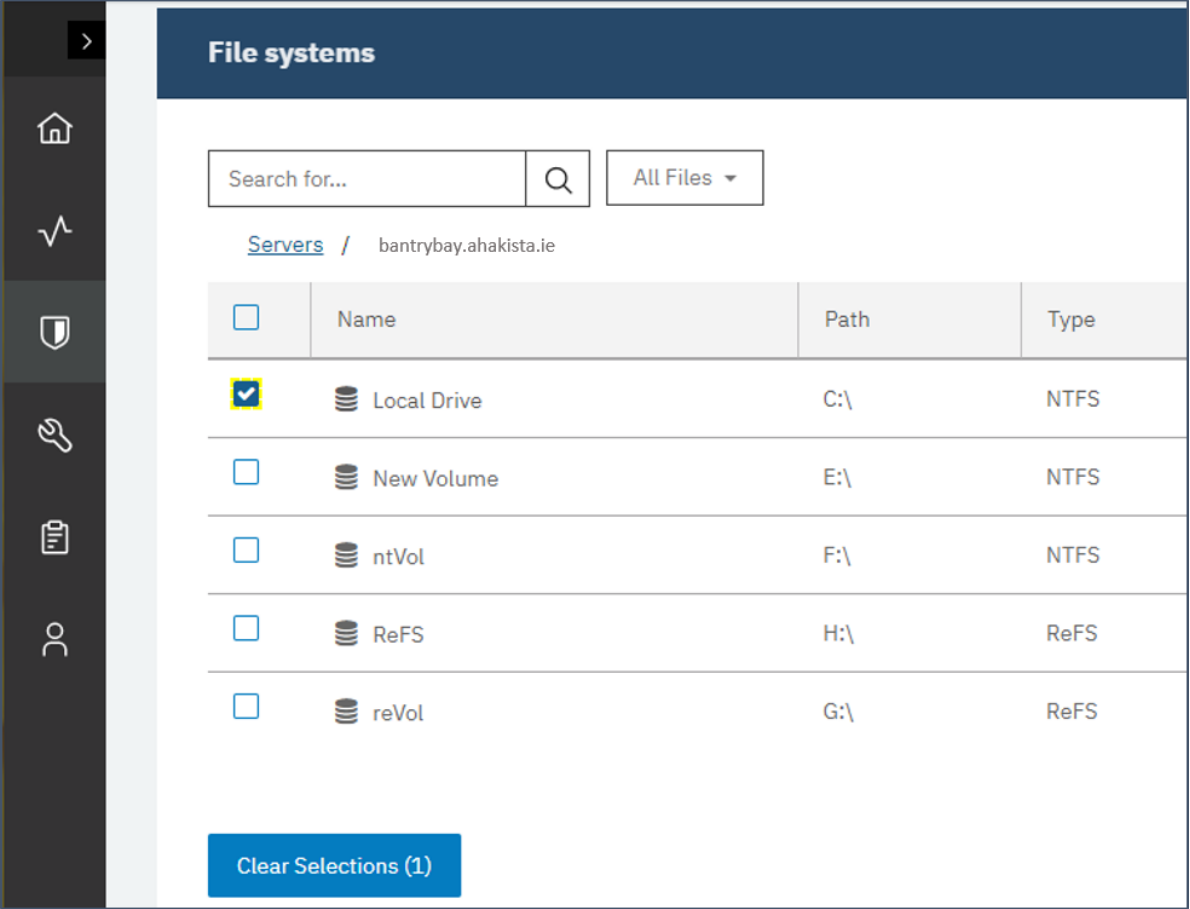 File systems
Search for...
All Files
Servers / bantrybay.ahakista.ie
Name Path Type
Local Drive C:\ NTFS
New Volume E:\ NTFS
ntVol F:\ NTFS
ReFS H:\ ReFS
reVol G:\ ReFS
Clear Selections (1)